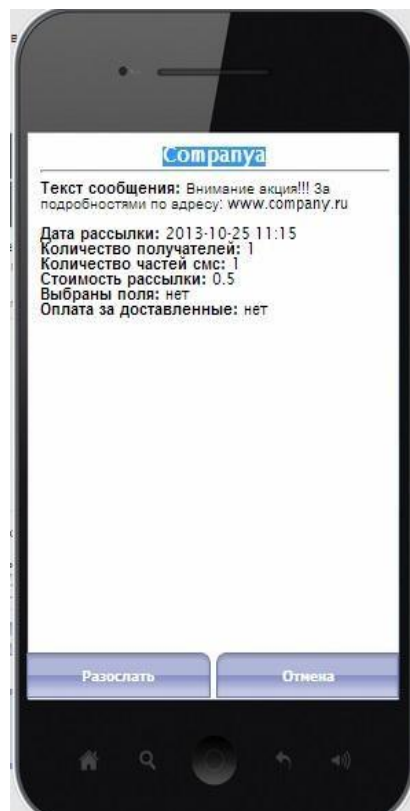 Companya
Текст сообщения: Внимание акция!!! За
подробностями по адресу: www.company.ru
Дата рассылки: 2013-10-25 11:15
Количество получателей: 1
Количество частей смс: 1
Стоимость рассылки: 0.5
Выбраны поля: нет
Оплата за доставленные: нет
Разослать Отмена